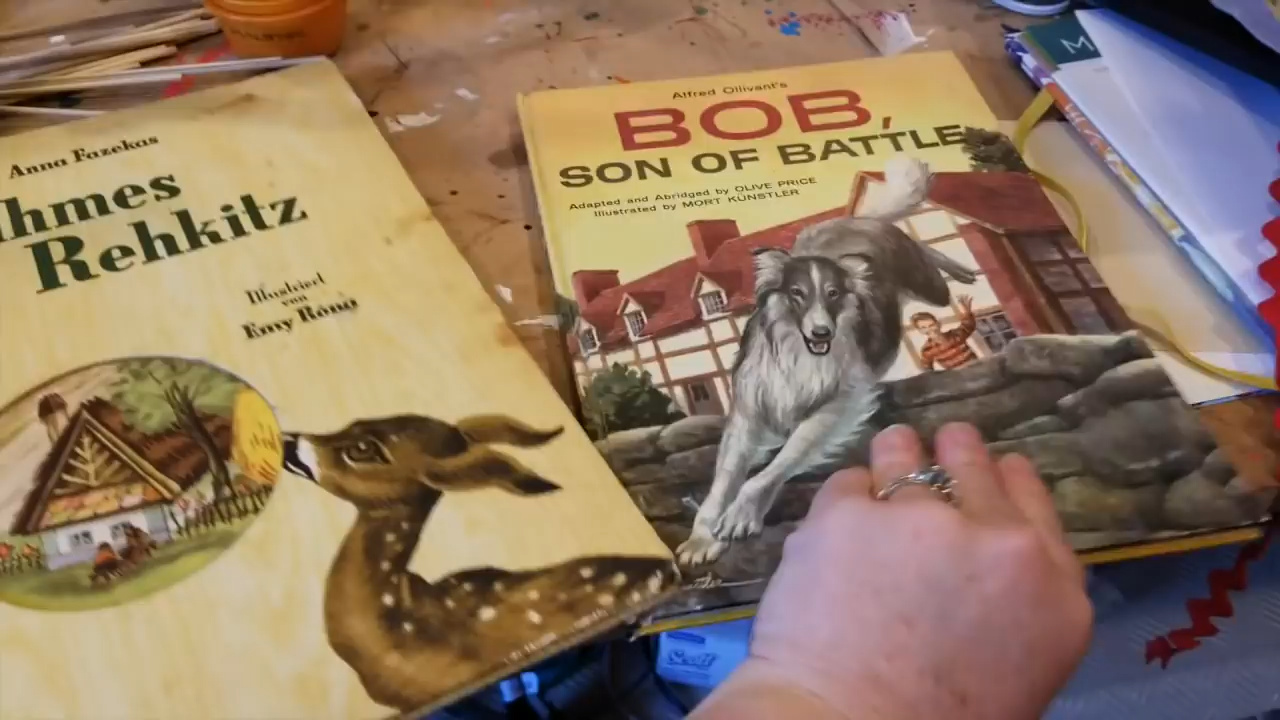 Anna Fazekas
hmes
Rehkitz
Illustriert
von
Emy Róna
Alfred Ollivant's
BOB,
SON OF BATTLE
Adapted and Abridged by OLIVE PRICE
Illustrated by MORT KÜNSTLER
M
Scott